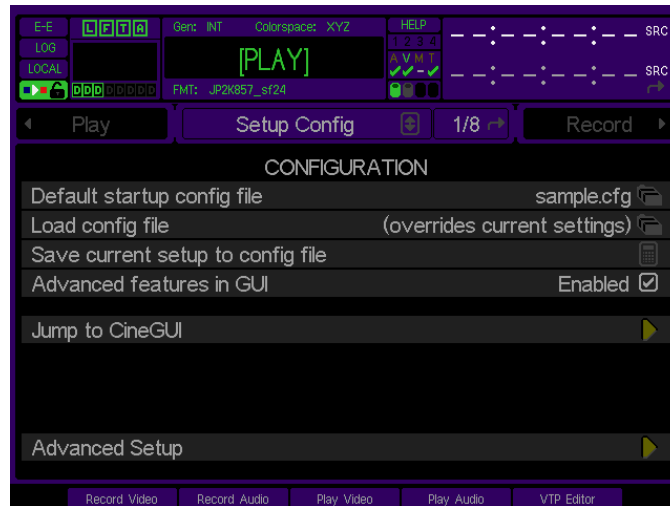 E-E L F T A Gen: INT Colorspace: XYZ HELP --:--:--:-- SRC
LOG 1 2 3 4
LOCAL [PLAY] A V M T
--:--:--:-- SRC
DDDDDDDD FMT: JP2K857_sf24
Play Setup Config 1/8 Record
CONFIGURATION
Default startup config file sample.cfg
Load config file (overrides current settings)
Save current setup to config file
Advanced features in GUI Enabled
Jump to CineGUI
Advanced Setup
Record Video Record Audio Play Video Play Audio VTP Editor